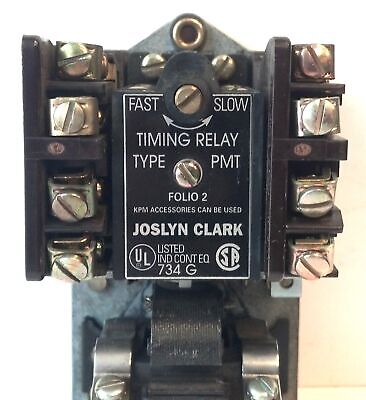 FAST SLOW
TIMING RELAY
TYPE PMT
FOLIO 2
KPM ACCESSORIES CAN BE USED
JOSLYN CLARK
UL LISTED
IND CONT EQ
734 G
SA